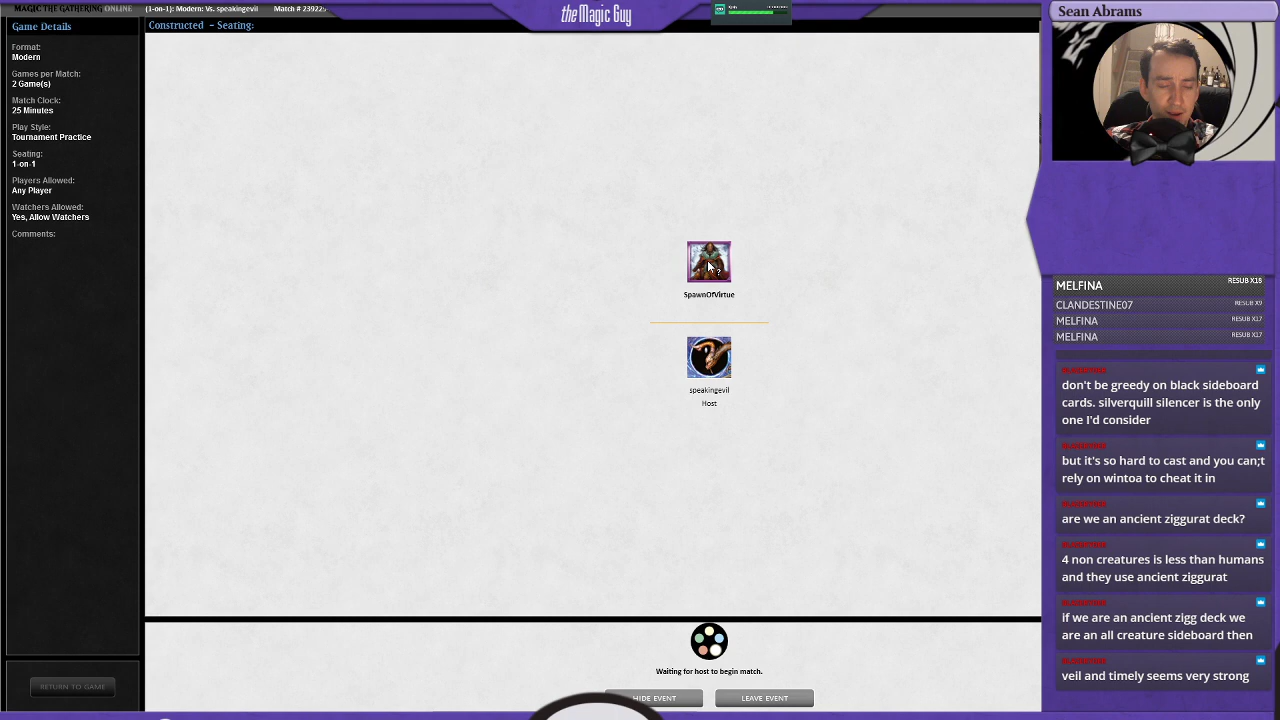 MAGIC THE GATHERING ONLINE
(1-on-1): Modern: Vs. speakingevil
Match # 239225
the Magic Guy
Sean Abrams
Game Details
Constructed - Seating:
Format:
Modern
Games per Match:
2 Game(s)
Match Clock:
25 Minutes
Play Style:
Tournament Practice
Seating:
1-on-1
Players Allowed:
Any Player
Watchers Allowed:
Yes, Allow Watchers
Comments:
SpawnOfVirtue
speakingevil
Host
Waiting for host to begin match.
HIDE EVENT
LEAVE EVENT
RETURN TO GAME
MELFINA RESUB X18
CLANDESTINE07 RESUB X9
MELFINA RESUB X17
MELFINA RESUB X17
don't be greedy on black sideboard
cards. silverquill silencer is the only
one I'd consider
but it's so hard to cast and you can;t
rely on wintoa to cheat it in
are we an ancient ziggurat deck?
4 non creatures is less than humans
and they use ancient ziggurat
if we are an ancient zigg deck we
are an all creature sideboard then
veil and timely seems very strong